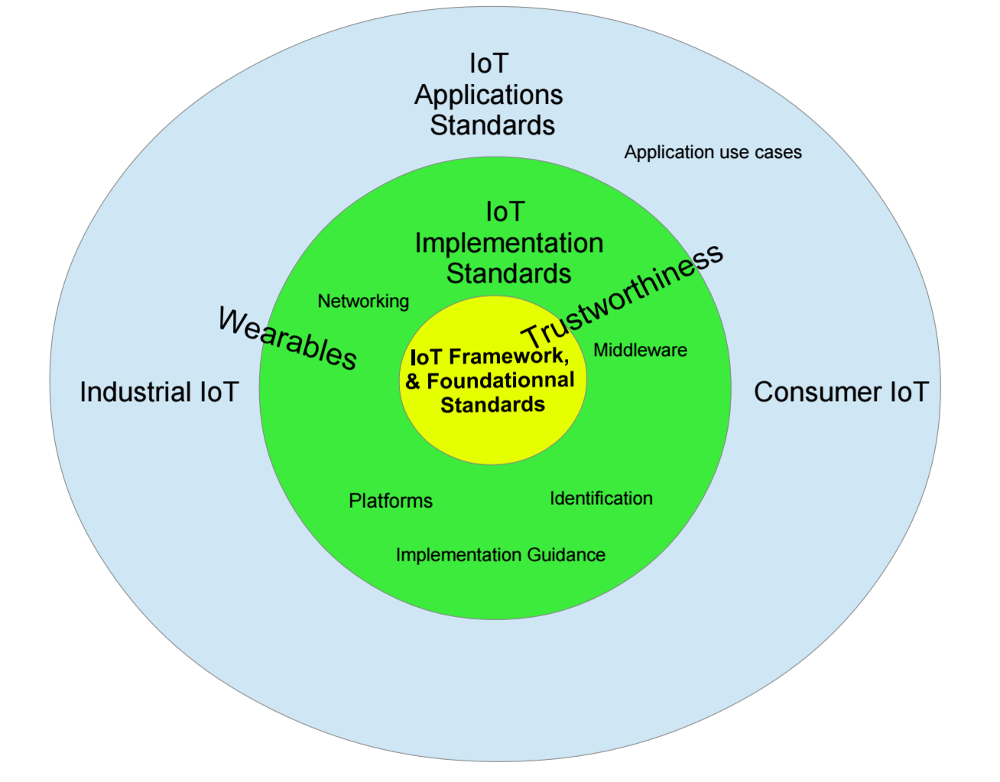 IoT
Applications
Standards
Application use cases
IoT
Implementation
Standards
Trustworthiness
Networking
Wearables
Middleware
IoT Framework,
& Foundationnal
Standards
Industrial IoT
Consumer IoT
Platforms
Identification
Implementation Guidance